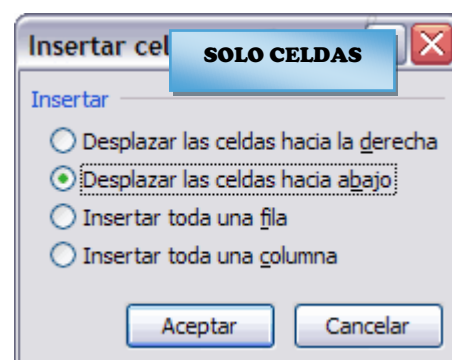 Insertar cel
SOLO CELDAS
Insertar
Desplazar las celdas hacia la derecha
Desplazar las celdas hacia abajo
Insertar toda una fila
Insertar toda una columna
Aceptar
Cancelar